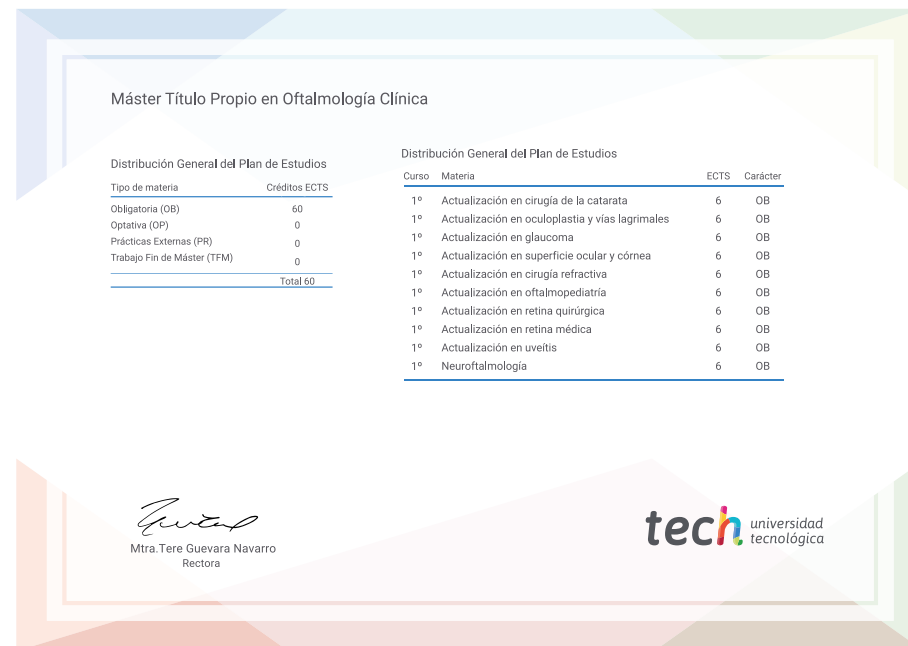 Máster Título Propio en Oftalmología Clínica
Distribución General del Plan de Estudios
Tipo de materia Créditos ECTS
Obligatoria (OB) 60
Optativa (OP) 0
Prácticas Externas (PR) 0
Trabajo Fin de Máster (TFM) 0
Total 60
Distribución General del Plan de Estudios
Curso Materia ECTS Carácter
1º Actualización en cirugía de la catarata 6 OB
1º Actualización en oculoplastia y vías lagrimales 6 OB
1º Actualización en glaucoma 6 OB
1º Actualización en superficie ocular y córnea 6 OB
1º Actualización en cirugía refractiva 6 OB
1º Actualización en oftalmopediatría 6 OB
1º Actualización en retina quirúrgica 6 OB
1º Actualización en retina médica 6 OB
1º Actualización en uveítis 6 OB
1º Neuroftalmología 6 OB
Mtra.Tere Guevara Navarro
Rectora
tech universidad
tecnológica